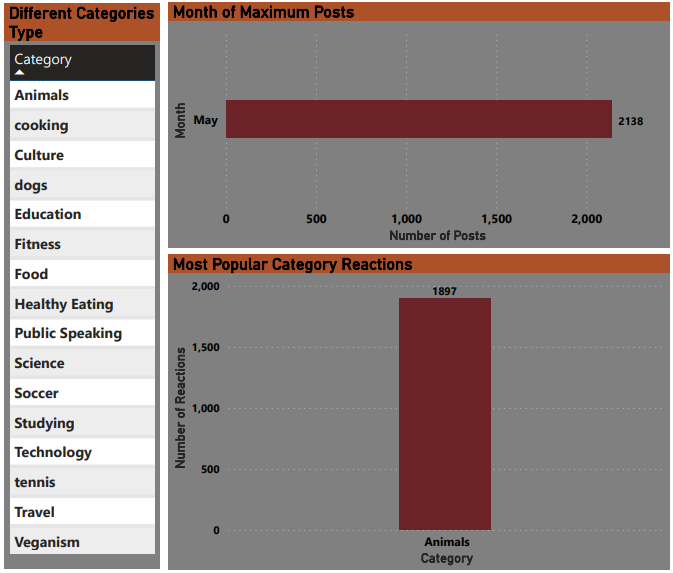 Different Categories
Type
Category
Animals
cooking
Culture
dogs
Education
Fitness
Food
Healthy Eating
Public Speaking
Science
Soccer
Studying
Technology
tennis
Travel
Veganism
Month of Maximum Posts
Month
May
2138
0 500 1,000 1,500 2,000
Number of Posts
Most Popular Category Reactions
Number of Reactions
2,000
1,500
1,000
500
0
1897
Animals
Category